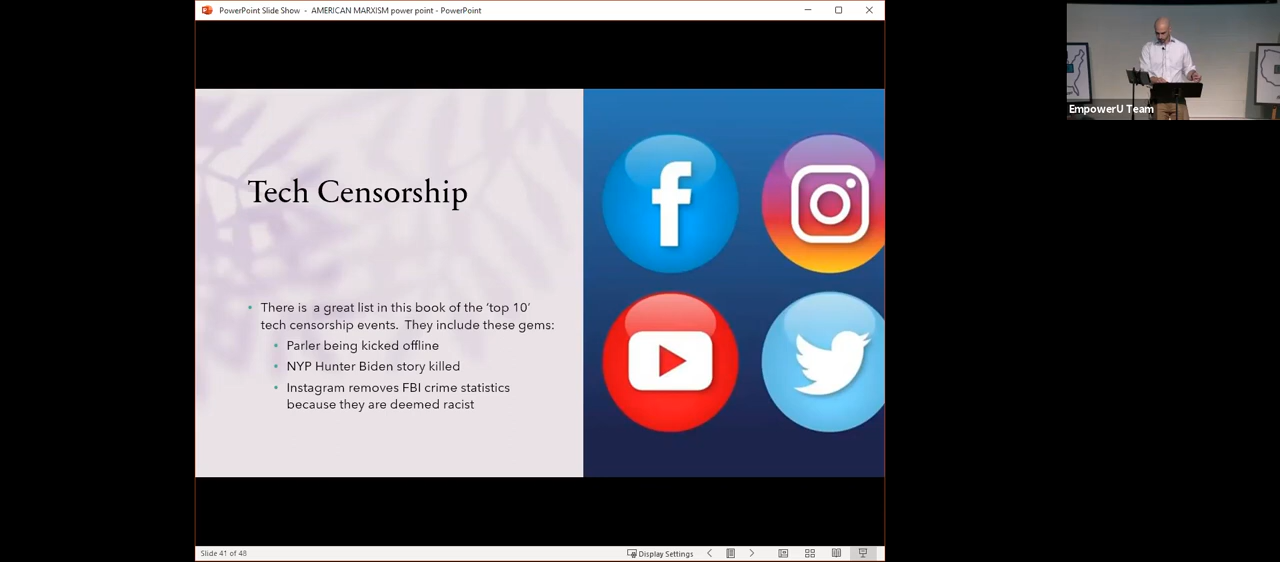 PowerPoint Slide Show - AMERICAN MARXISM power point - PowerPoint
EmpowerU Team
Tech Censorship
• There is a great list in this book of the ‘top 10’
tech censorship events. They include these gems:
• Parler being kicked offline
• NYP Hunter Biden story killed
• Instagram removes FBI crime statistics
because they are deemed racist
Slide 41 of 48
Display Settings